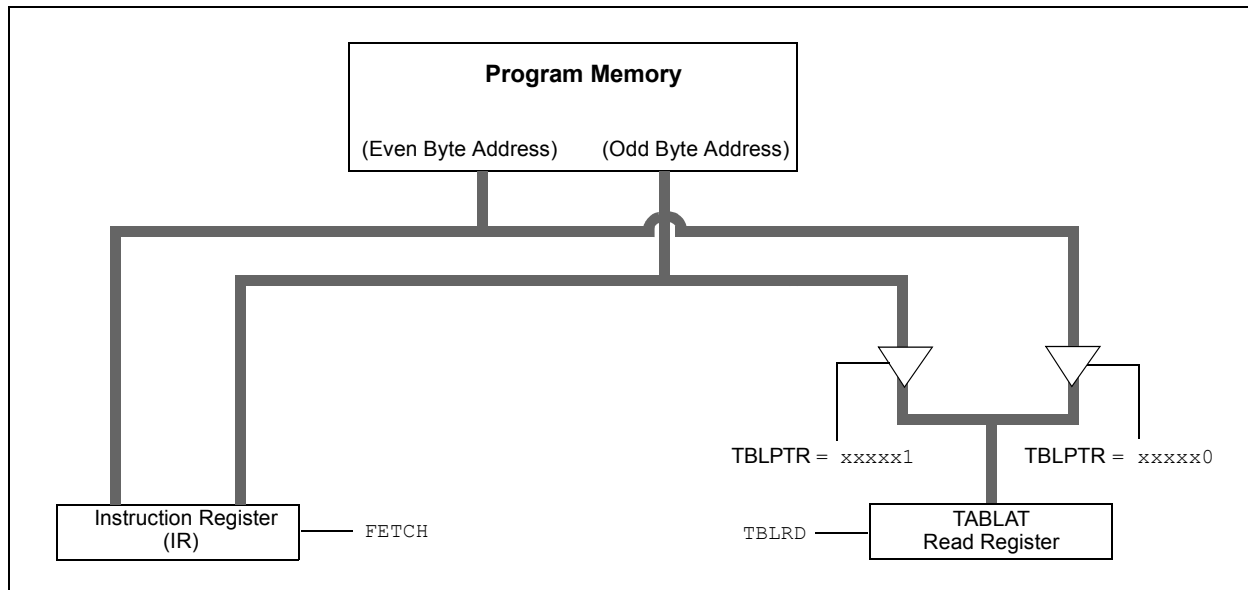 Program Memory
(Even Byte Address) (Odd Byte Address)
TBLPTR = xxxxx1
TBLPTR = xxxxx0
Instruction Register
(IR)
FETCH
TBLRD
TABLAT
Read Register